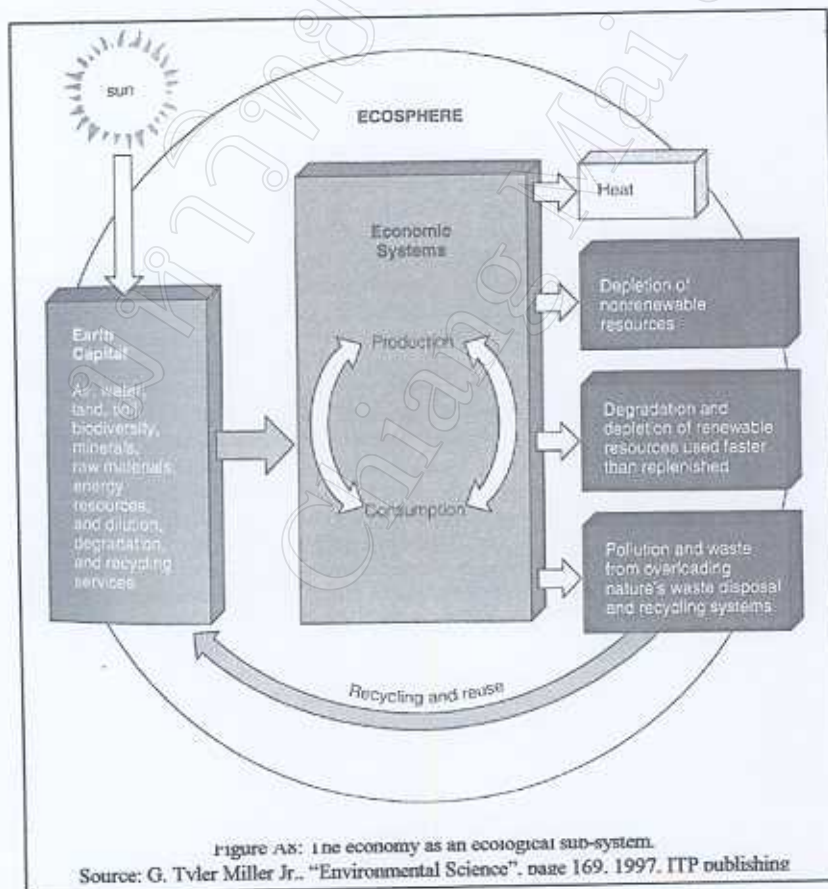 sun
ECOSPHERE
Heat
Economic
Systems
Production
Consumption
Earth
Capital
Air, water,
land, soil
biodiversity,
minerals,
raw materials,
energy
resources,
and dilution,
degradation,
and recycling
services
Depletion of
nonrenewable
resources
Degradation and
depletion of renewable
resources used faster
than replenished
Pollution and waste
from overloading
nature's waste disposal
and recycling systems
Recycling and reuse
Figure A8: The economy as an ecological sub-system.
Source: G. Tyler Miller Jr., "Environmental Science", page 169, 1997, ITP publishing
Chiang Mai